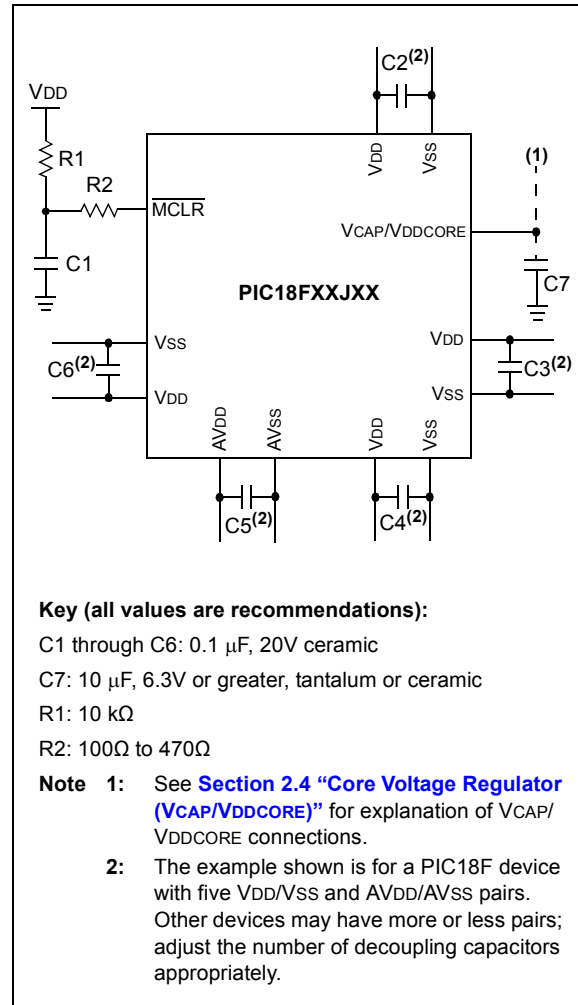 C2(2)
VDD
R1
R2
C1
MCLR
VDD
VSS
(1)
VCAP/VDDCORE
C7
PIC18FXXJXX
VSS
C6(2)
VDD
VDD
C3(2)
VSS
AVDD
AVSS
VDD
VSS
C5(2)
C4(2)
Key (all values are recommendations):
C1 through C6: 0.1 μF, 20V ceramic
C7: 10 μF, 6.3V or greater, tantalum or ceramic
R1: 10 kΩ
R2: 100Ω to 470Ω
Note 1: See Section 2.4 “Core Voltage Regulator
(VCAP/VDDCORE)” for explanation of VCAP/
VDDCORE connections.
2: The example shown is for a PIC18F device
with five VDD/VSS and AVDD/AVSS pairs.
Other devices may have more or less pairs;
adjust the number of decoupling capacitors
appropriately.